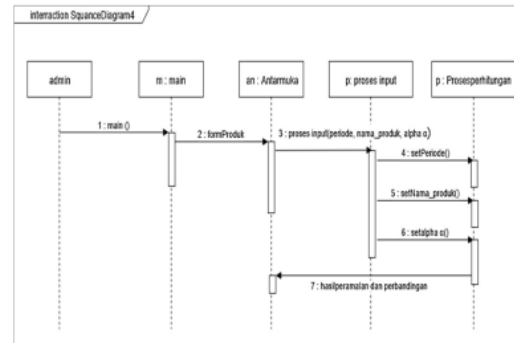 interraction SquanceDiagram4
admin
m : main
an : Antarmuka
p: proses input
p : Prosesperhitungan
1 : main ()
2 : formProduk
3 : proses input(periode, nama_produk, alpha α)
4 : setPeriode()
5 : setNama_produk()
6 : setalpha α()
7 : hasilperamalan dan perbandingan